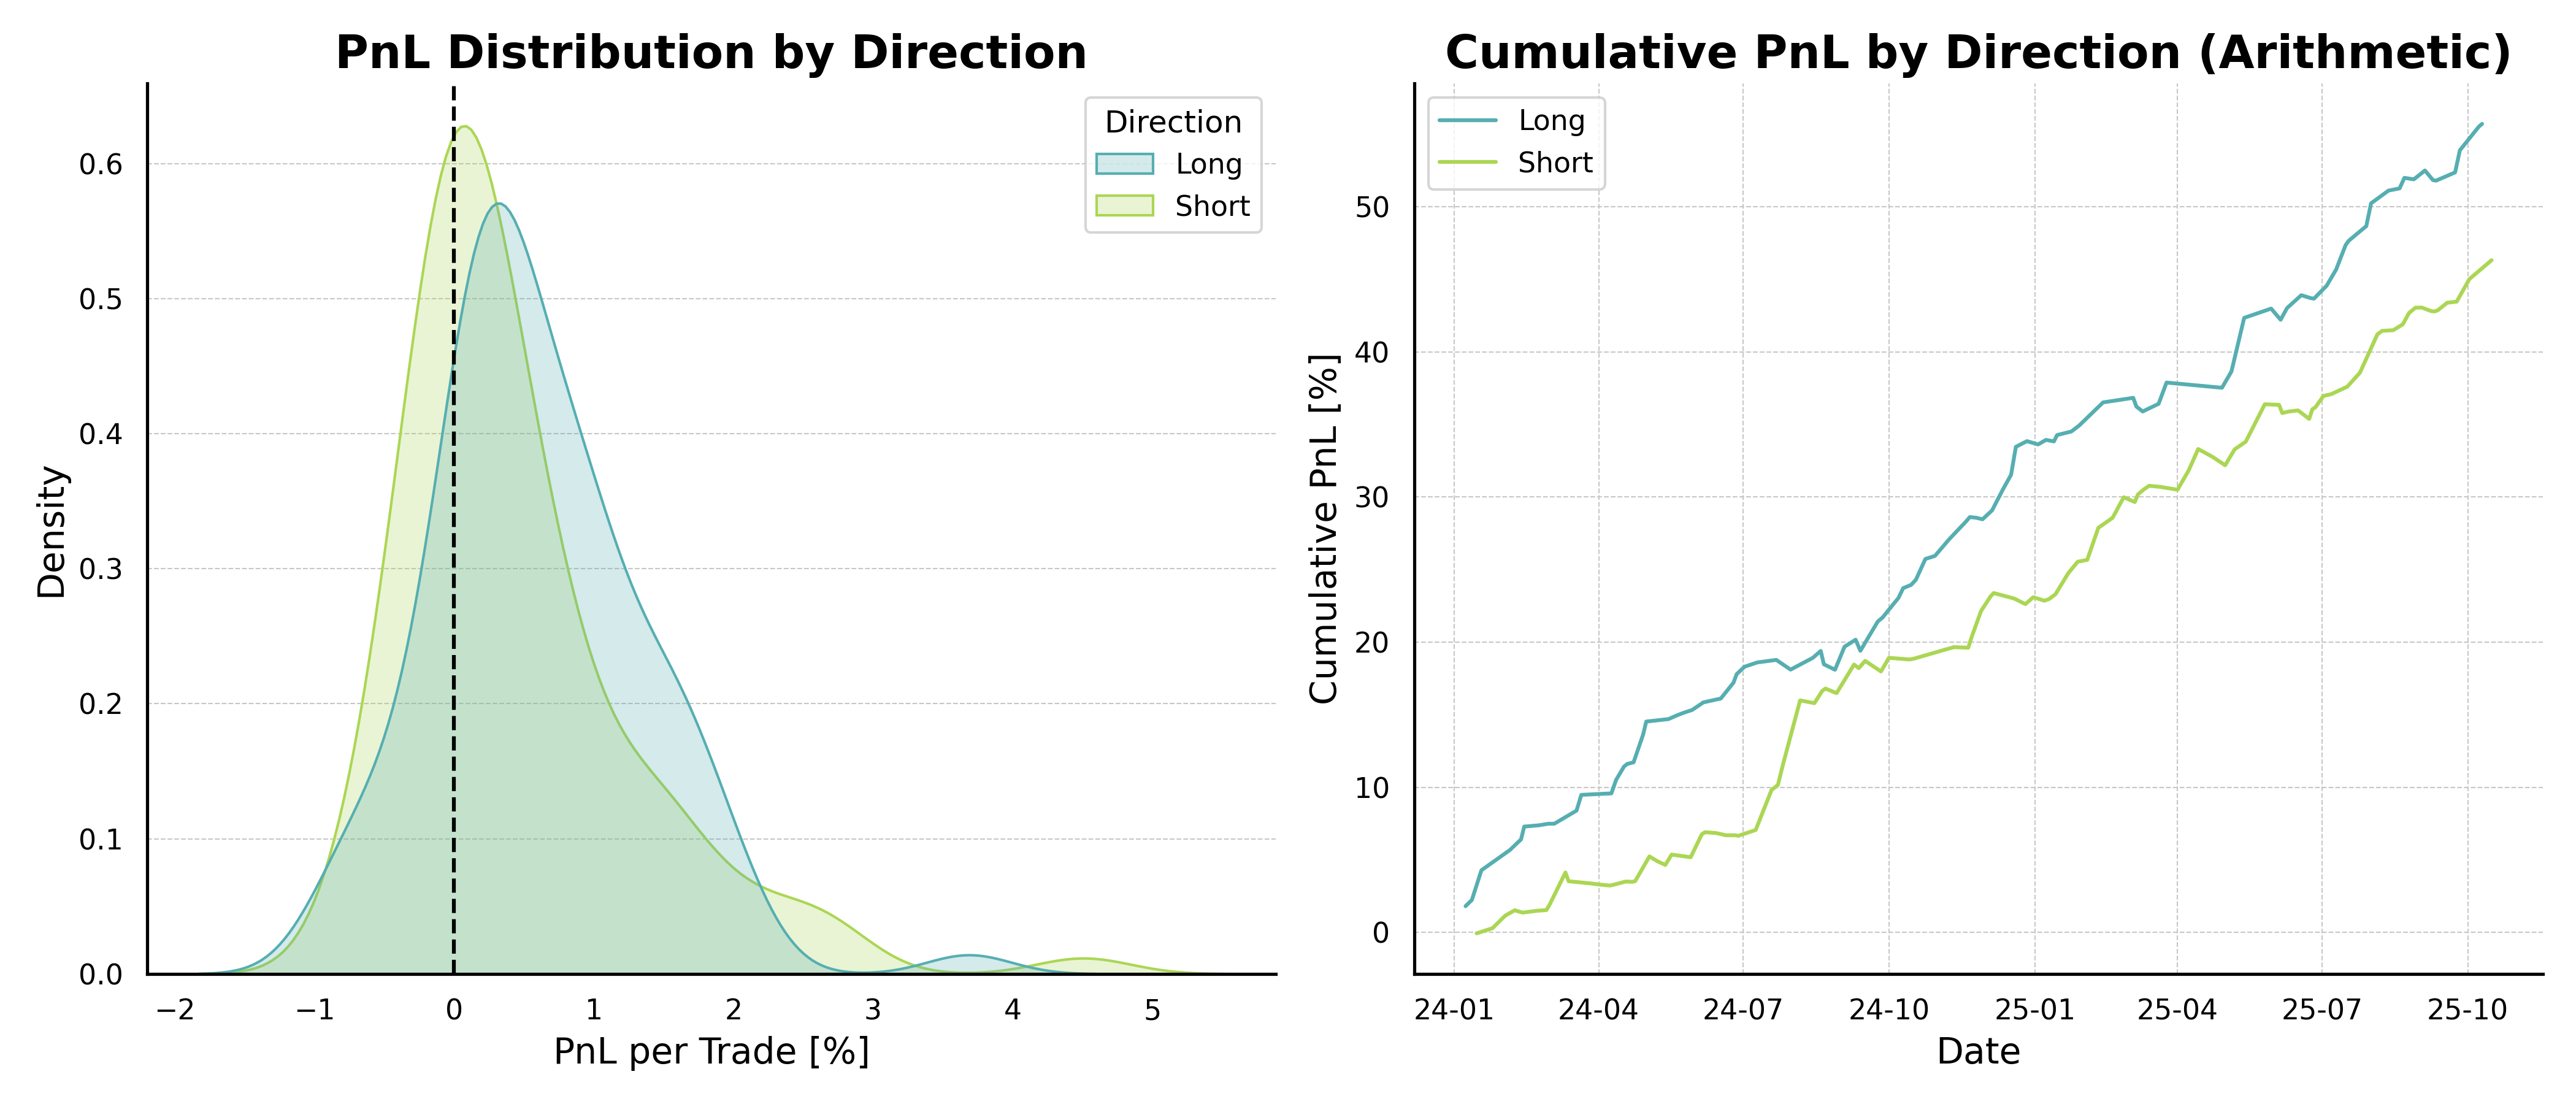 PnL Distribution by Direction
Direction
Long
Short
Density
0.6
0.5
0.4
0.3
0.2
0.1
0.0
−2 −1 0 1 2 3 4 5
PnL per Trade [%]
Cumulative PnL by Direction (Arithmetic)
Long
Short
Cumulative PnL [%]
50
40
30
20
10
0
24-01 24-04 24-07 24-10 25-01 25-04 25-07 25-10
Date